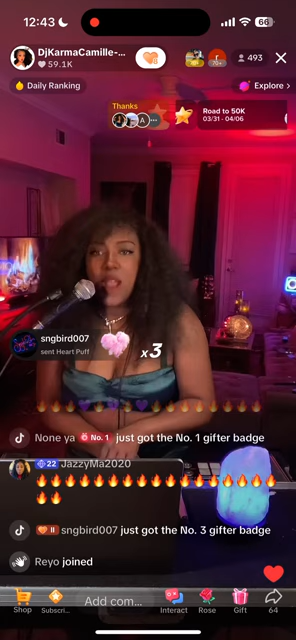 12:43
66
DjKarmaCamille-...
59.1K
493
Daily Ranking
Explore >
Thanks
A
Road to 50K
03/31 - 04/06
sngbird007
sent Heart Puff
x3
None ya No. 1 just got the No. 1 gifter badge
22 JazzyMa2020
II sngbird007 just got the No. 3 gifter badge
Reyo joined
Add com...
Shop
Subscri...
Interact
Rose
Gift
64